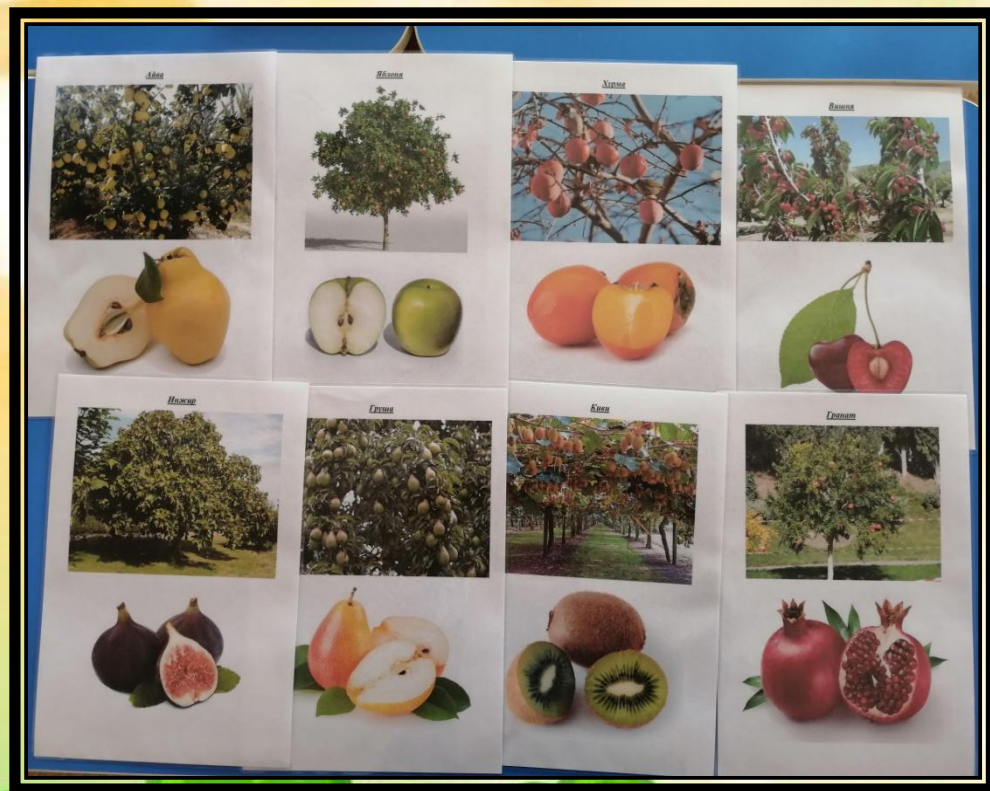 Айва
Яблоня
Хурма
Вишня
Инжир
Груша
Киви
Гранат